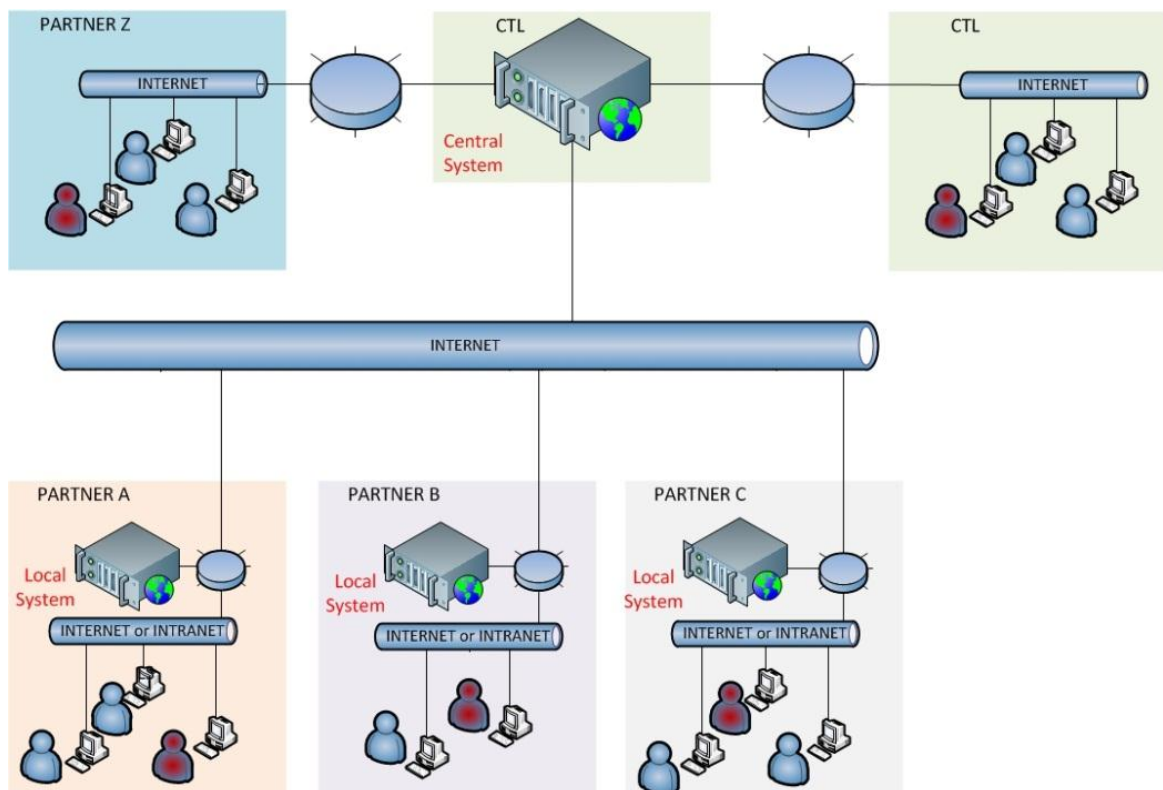 PARTNER Z
CTL
CTL
INTERNET
INTERNET
Central
System
INTERNET
PARTNER A
PARTNER B
PARTNER C
Local
System
Local
System
Local
System
INTERNET or INTRANET
INTERNET or INTRANET
INTERNET or INTRANET